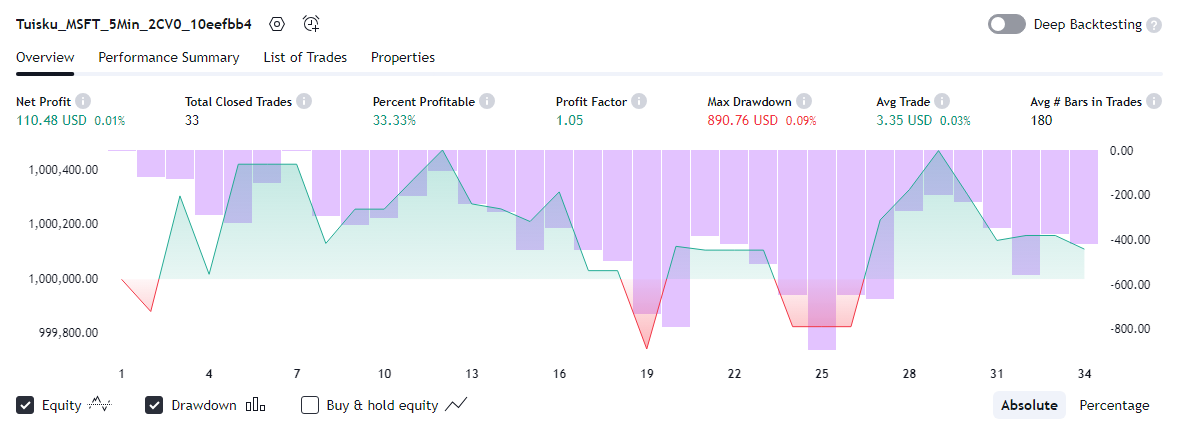 Tuisku_MSFT_5Min_2CV0_10eefbb4 Deep Backtesting ?
Overview Performance Summary List of Trades Properties
Net Profit Total Closed Trades Percent Profitable Profit Factor Max Drawdown Avg Trade Avg # Bars in Trades
110.48 USD 0.01% 33 33.33% 1.05 890.76 USD 0.09% 3.35 USD 0.03% 180
0.00
1,000,400.00
-200.00
1,000,200.00
-400.00
1,000,000.00
-600.00
999,800.00
-800.00
1 4 7 10 13 16 19 22 25 28 31 34
Equity Drawdown Buy & hold equity Absolute Percentage